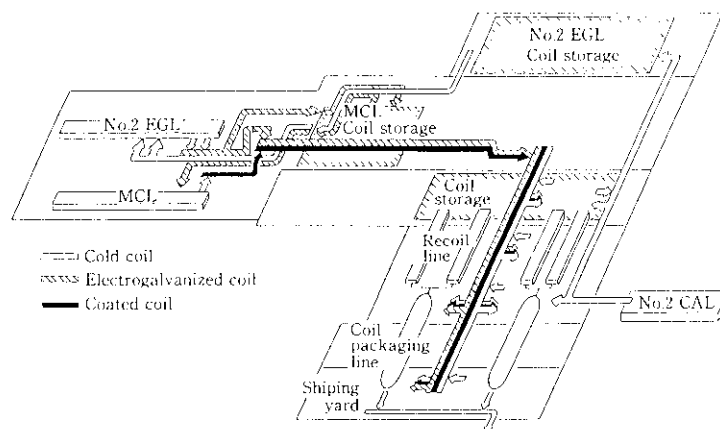 No.2 EGL
Coil storage
No.2 EGL
MCL
Coil storage
MCL
Coil
storage
Recoil
line
Cold coil
Electrogalvanized coil
Coated coil
No.2 CAL
Coil
packaging
line
Shiping
yard